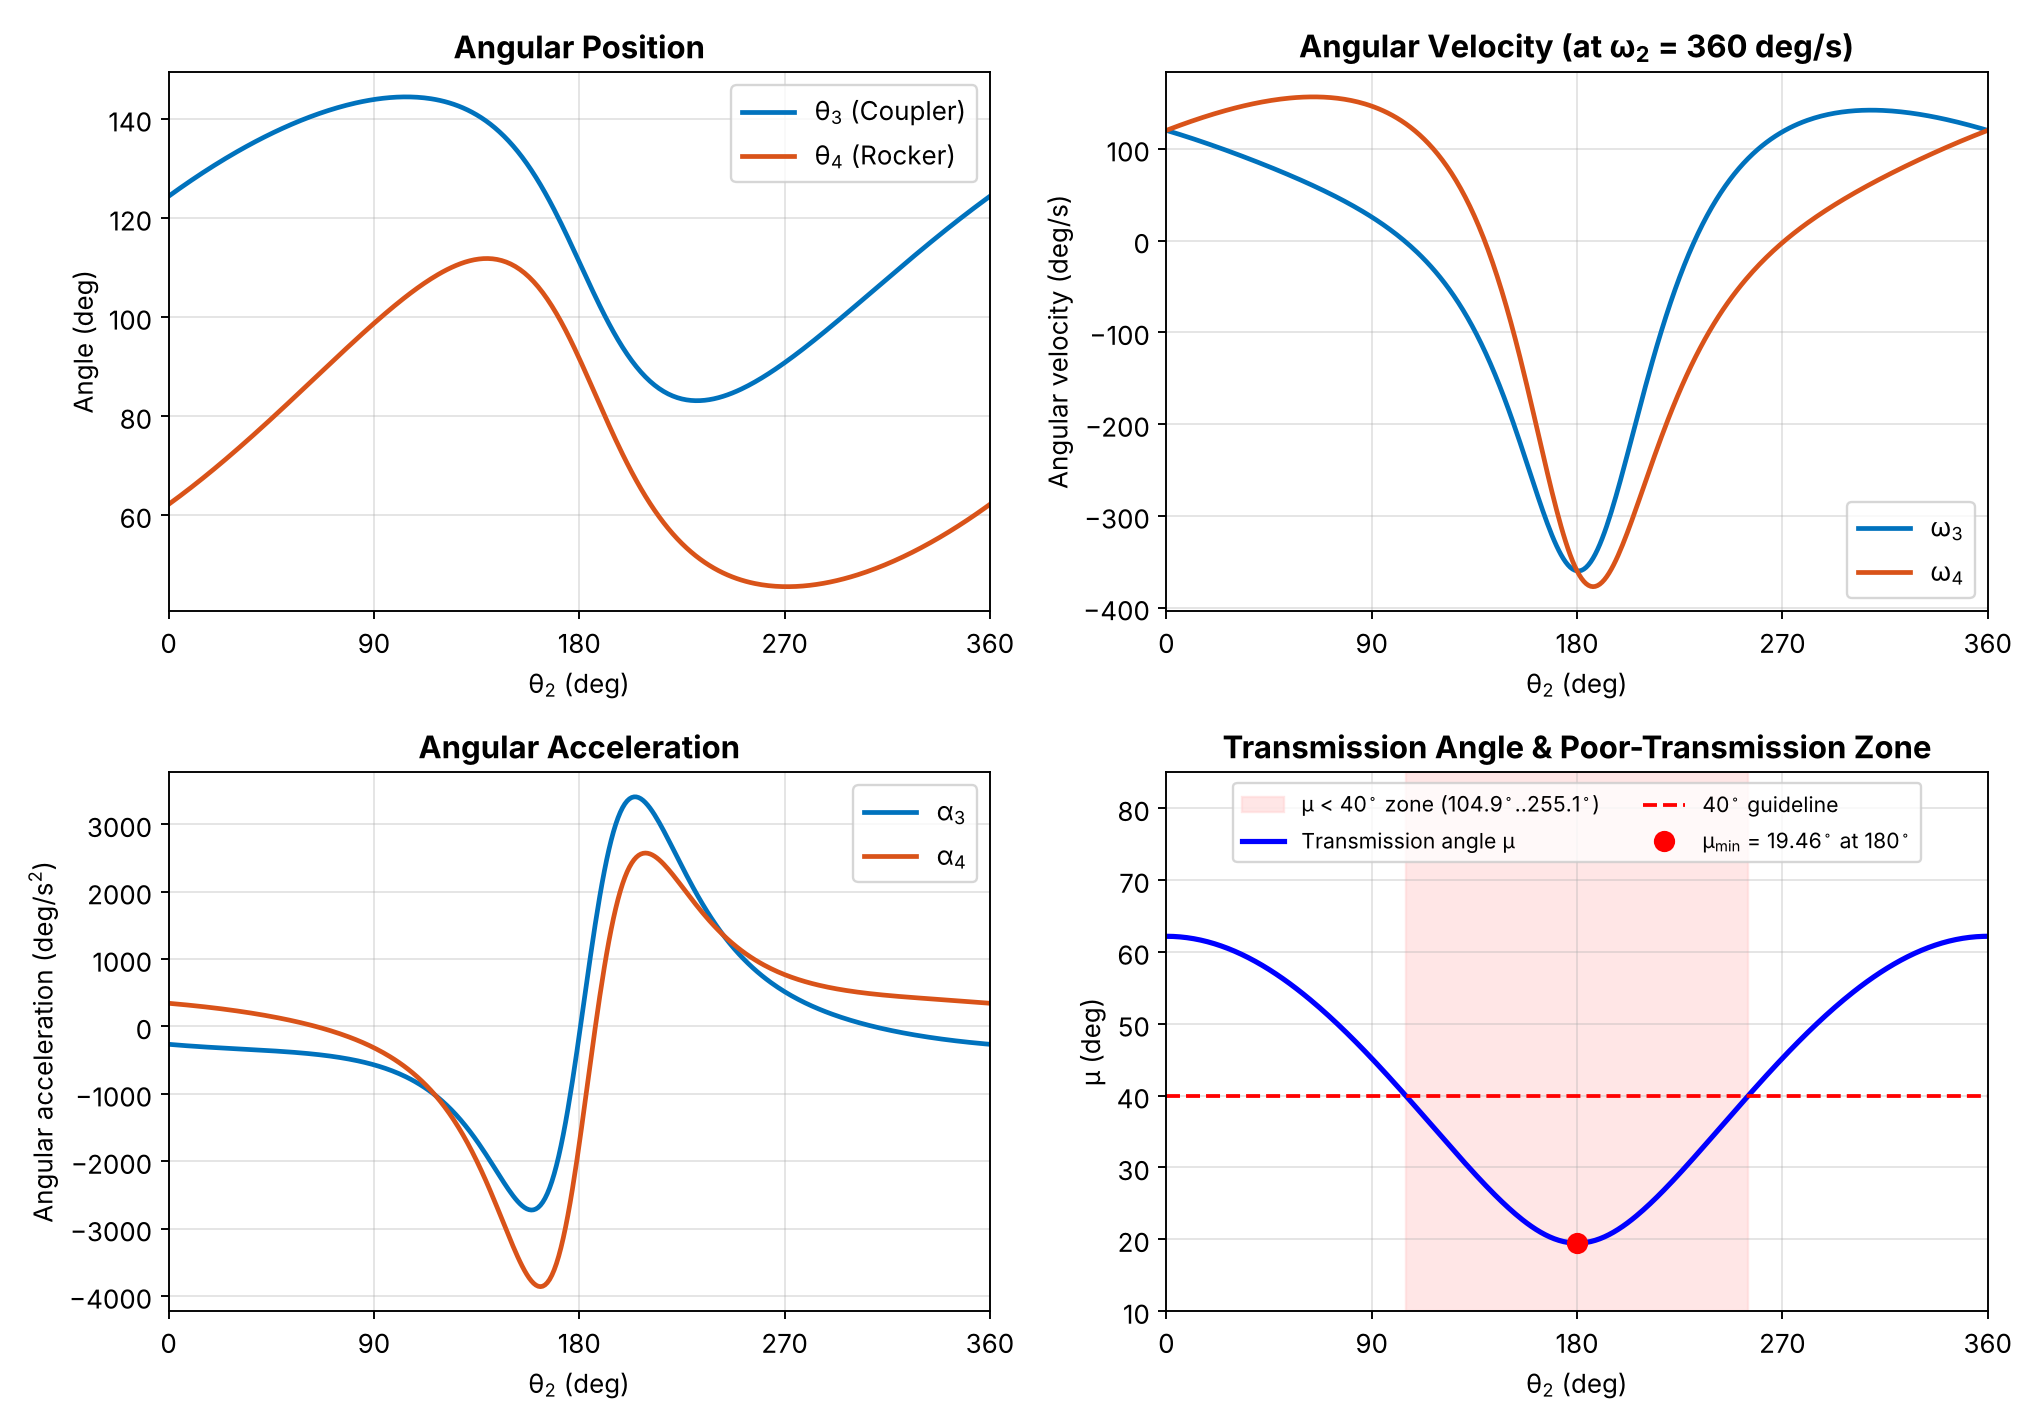 Angular Position
θ₃ (Coupler)
θ₄ (Rocker)
140
120
100
80
60
Angle (deg)
0 90 180 270 360
θ₂ (deg)
Angular Velocity (at ω₂ = 360 deg/s)
100
0
−100
−200
−300
−400
Angular velocity (deg/s)
ω₃
ω₄
0 90 180 270 360
θ₂ (deg)
Angular Acceleration
α₃
α₄
3000
2000
1000
0
−1000
−2000
−3000
−4000
Angular acceleration (deg/s²)
0 90 180 270 360
θ₂ (deg)
Transmission Angle & Poor-Transmission Zone
μ < 40° zone (104.9°..255.1°)
Transmission angle μ
40° guideline
μmin = 19.46° at 180°
80
70
60
50
40
30
20
10
μ (deg)
0 90 180 270 360
θ₂ (deg)